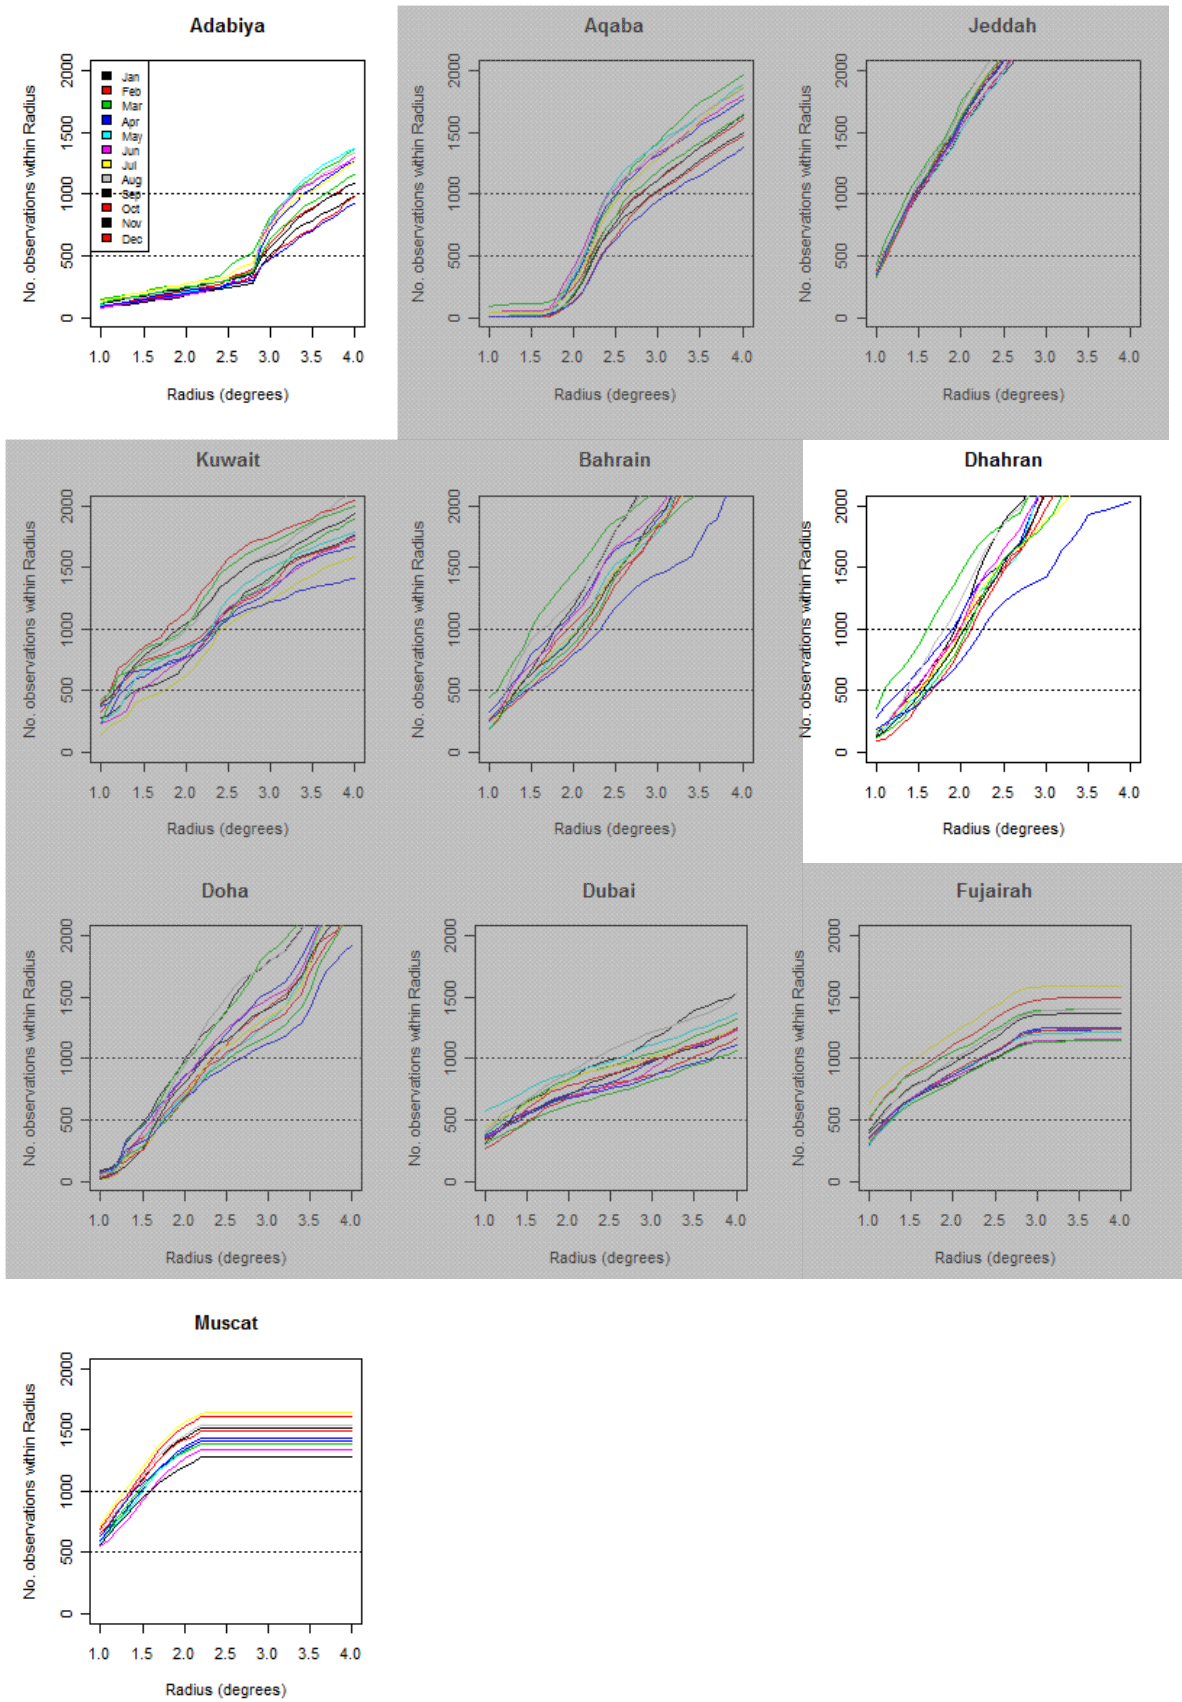 Adabiya Aqaba Jeddah
No. observations within Radius
0 500 1000 1500 2000
Jan
Feb
Mar
Apr
May
Jun
Jul
Aug
Sep
Oct
Nov
Dec
1.0 1.5 2.0 2.5 3.0 3.5 4.0
Radius (degrees)
No. observations within Radius
0 500 1000 1500 2000
1.0 1.5 2.0 2.5 3.0 3.5 4.0
Radius (degrees)
No. observations within Radius
0 500 1000 1500 2000
1.0 1.5 2.0 2.5 3.0 3.5 4.0
Radius (degrees)
Kuwait Bahrain Dhahran
No. observations within Radius
0 500 1000 1500 2000
1.0 1.5 2.0 2.5 3.0 3.5 4.0
Radius (degrees)
No. observations within Radius
0 500 1000 1500 2000
1.0 1.5 2.0 2.5 3.0 3.5 4.0
Radius (degrees)
No. observations within Radius
0 500 1000 1500 2000
1.0 1.5 2.0 2.5 3.0 3.5 4.0
Radius (degrees)
Doha Dubai Fujairah
No. observations within Radius
0 500 1000 1500 2000
1.0 1.5 2.0 2.5 3.0 3.5 4.0
Radius (degrees)
No. observations within Radius
0 500 1000 1500 2000
1.0 1.5 2.0 2.5 3.0 3.5 4.0
Radius (degrees)
No. observations within Radius
0 500 1000 1500 2000
1.0 1.5 2.0 2.5 3.0 3.5 4.0
Radius (degrees)
Muscat
No. observations within Radius
0 500 1000 1500 2000
1.0 1.5 2.0 2.5 3.0 3.5 4.0
Radius (degrees)